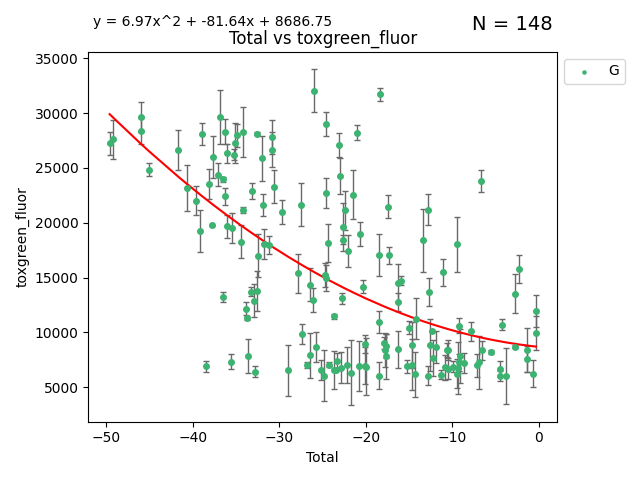 y = 6.97x^2 + -81.64x + 8686.75
N = 148
Total vs toxgreen_fluor
G
toxgreen_fluor
35000
30000
25000
20000
15000
10000
5000
−50
−40
−30
−20
−10
0
Total